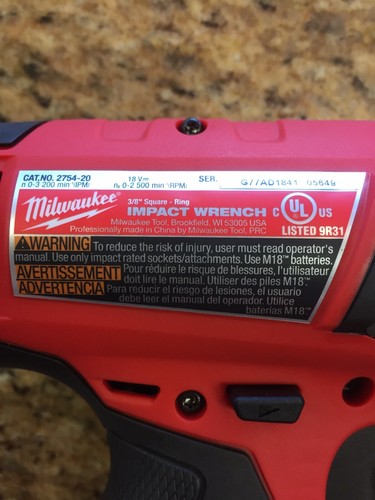 CAT.NO. 2754-20 18 V⎓ SER. G77AD1841 05649
n 0-3 200 min⁻¹/IPM n₀ 0-2 500 min⁻¹/RPM
Milwaukee
3/8" Square - Ring
IMPACT WRENCH
Milwaukee Tool, Brookfield, WI 53005 USA
Professionally made in China by Milwaukee Tool, PRC
C UL US
LISTED 9R31
WARNING To reduce the risk of injury, user must read operator's
manual. Use only impact rated sockets/attachments. Use M18™ batteries.
AVERTISSEMENT Pour réduire le risque de blessures, l'utilisateur
doit lire le manual. Utiliser des piles M18™.
ADVERTENCIA Para reducir el riesgo de lesiones, el usuario
debe leer el manual del operador. Utilice
baterías M18™.